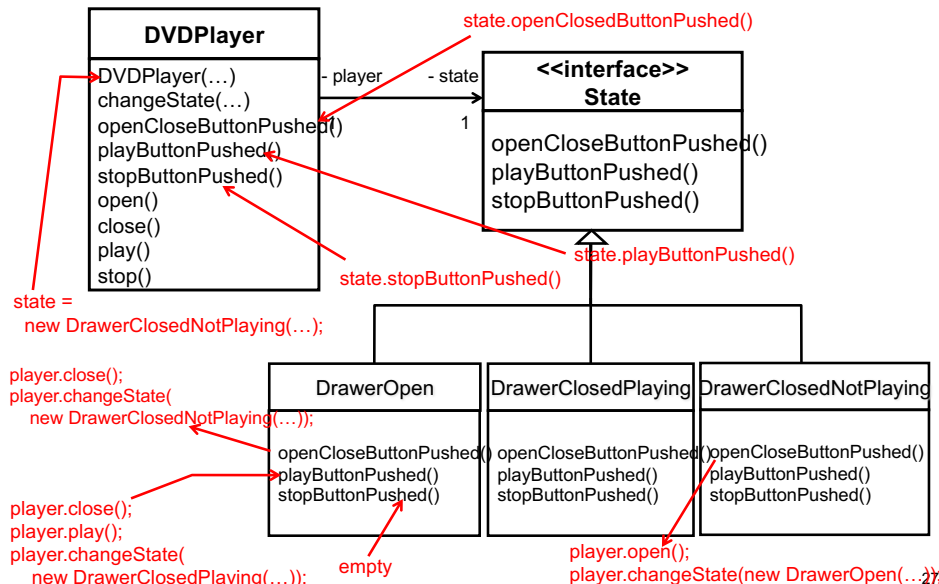 state.openClosedButtonPushed()
DVDPlayer
DVDPlayer(…)
changeState(…)
openCloseButtonPushed()
playButtonPushed()
stopButtonPushed()
open()
close()
play()
stop()
- player
- state
1
1
<<interface>>
State
openCloseButtonPushed()
playButtonPushed()
stopButtonPushed()
state.playButtonPushed()
state.stopButtonPushed()
state =
new DrawerClosedNotPlaying(…);
player.close();
player.changeState(
new DrawerClosedNotPlaying(…));
DrawerOpen
openCloseButtonPushed()
playButtonPushed()
stopButtonPushed()
DrawerClosedPlaying
openCloseButtonPushed()
playButtonPushed()
stopButtonPushed()
DrawerClosedNotPlaying
openCloseButtonPushed()
playButtonPushed()
stopButtonPushed()
player.close();
player.play();
player.changeState(
new DrawerClosedPlaying(…));
empty
player.open();
player.changeState(new DrawerOpen(…));
27